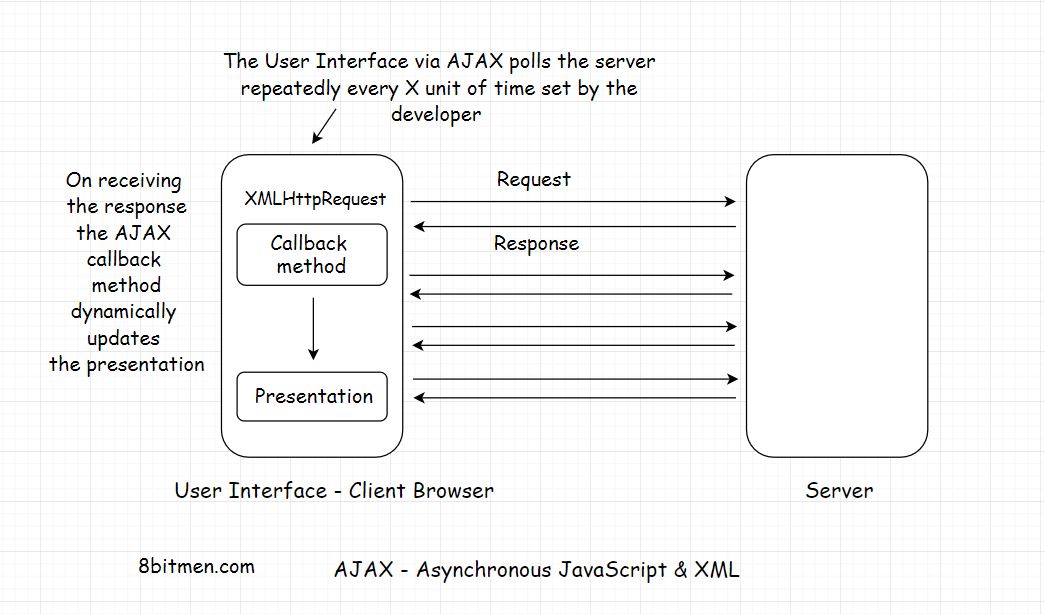 The User Interface via AJAX polls the server
repeatedly every X unit of time set by the
developer
On receiving
the response
the AJAX
callback
method
dynamically
updates
the presentation
XMLHttpRequest
Callback
method
Presentation
Request
Response
User Interface - Client Browser
Server
8bitmen.com
AJAX - Asynchronous JavaScript & XML